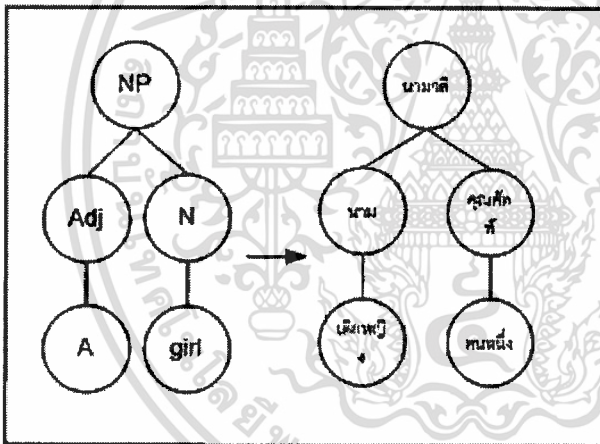 NP
นามวลี
Adj
N
นาม
คุณศัพ
ท์
A
girl
เด็กหญิ
ง
คนหนึ่ง